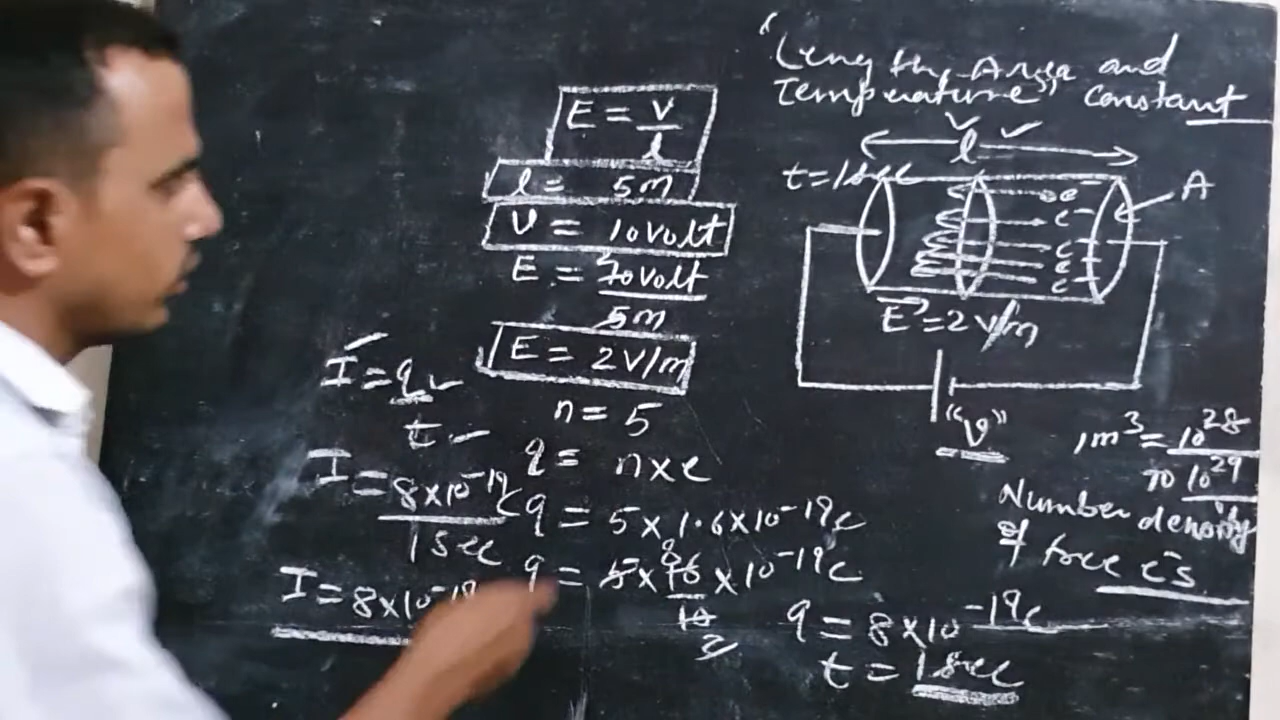 "Length, Area and
Temperature" constant
l
t=1sec
e⁻
A
e⁻
e⁻
e⁻
e⁻
E⃗=2v/m
"V"
1m³=10²⁸
to 10²⁹
Number density
of free e⁻s
q=8×10⁻¹⁹c
t=1sec
E=V/l
l= 5m
V= 10volt
E= 10volt/5m
E= 2V/m
n=5
q= n×e
q=5×1.6×10⁻¹⁹c
q=5×16/10×10⁻¹⁹c
8
2
I=q/t
I=8×10⁻¹⁹c/1sec
I=8×10⁻¹⁹